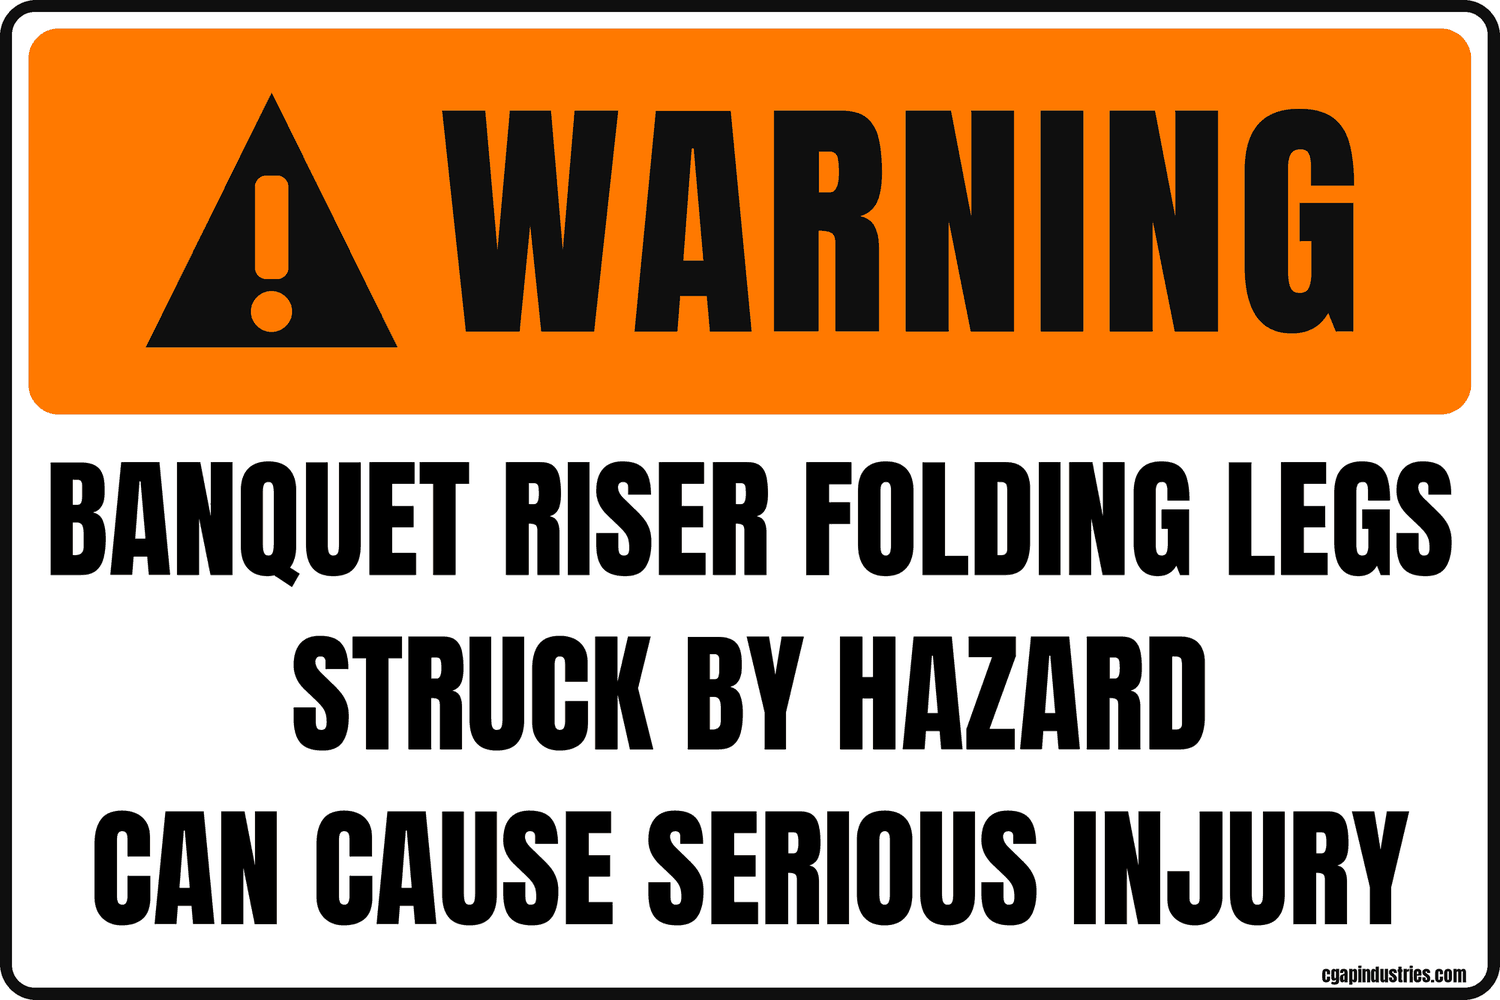 WARNING
BANQUET RISER FOLDING LEGS
STRUCK BY HAZARD
CAN CAUSE SERIOUS INJURY
cgapindustries.com